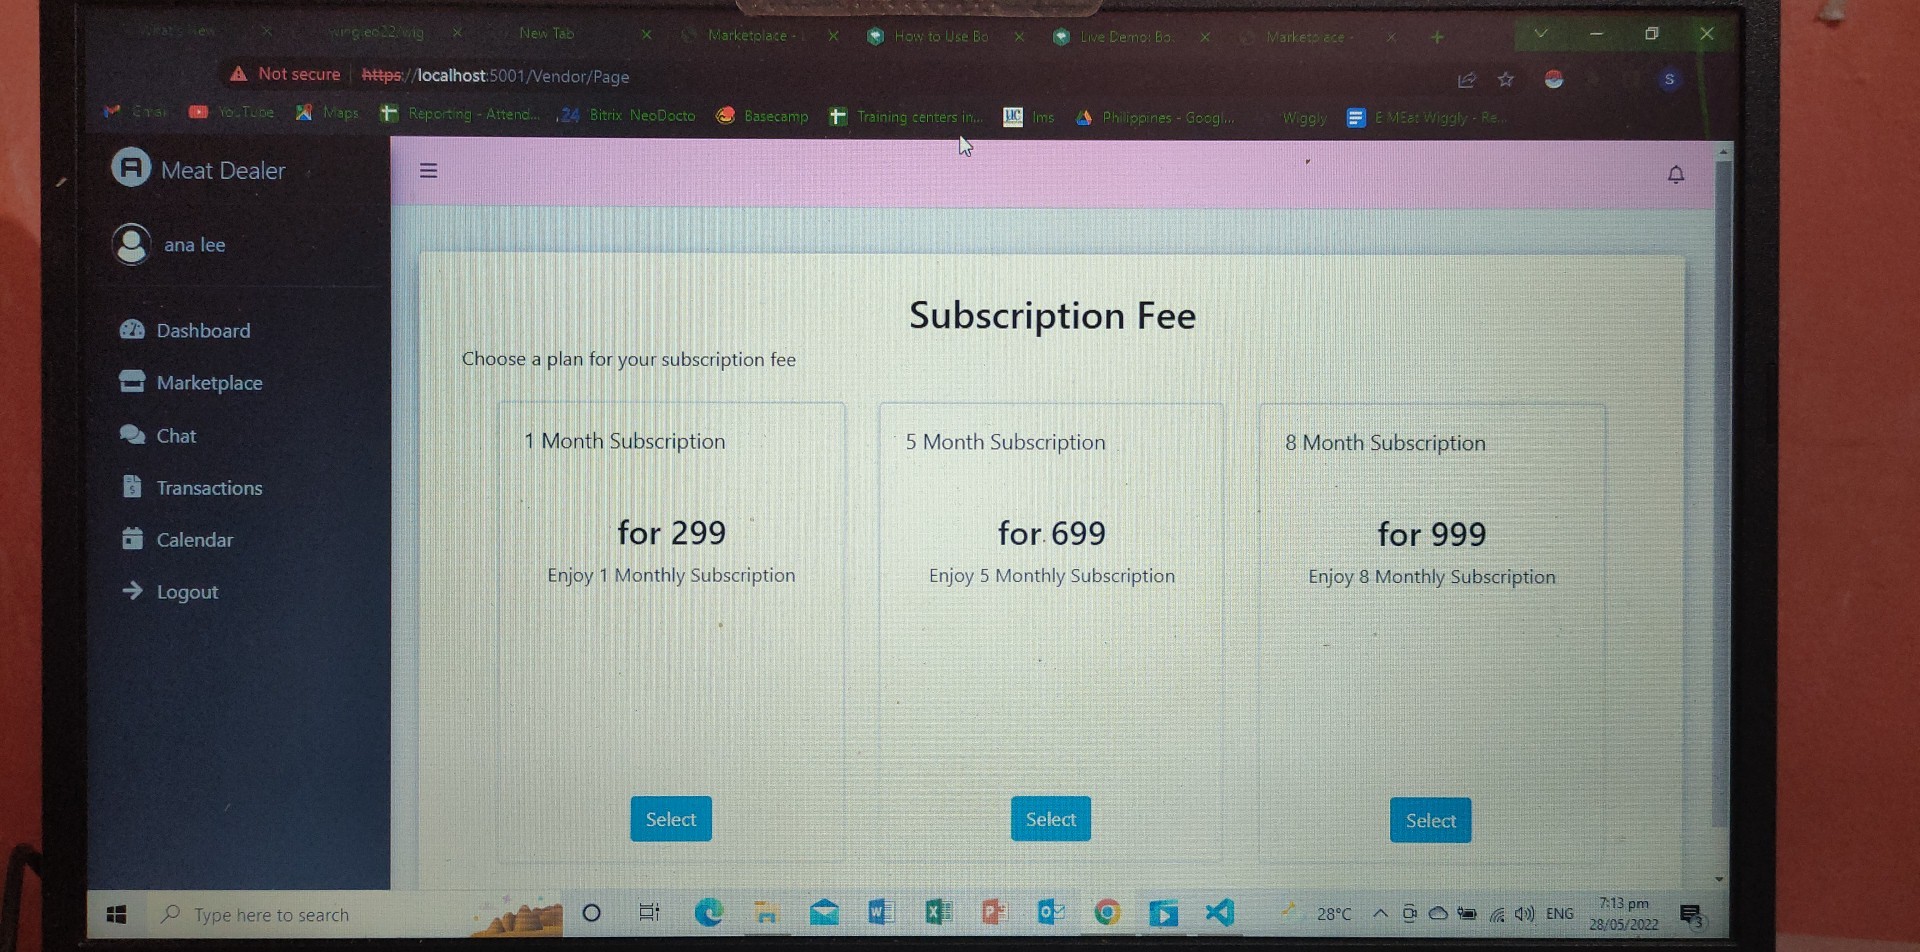 What's New
wingleo22/wig
New Tab
Marketplace -
How to Use Bo
Live Demo: Bo
Marketplace -
Not secure https://localhost:5001/Vendor/Page
S
Email YouTube Maps Reporting - Attend... 24 Bitrix NeoDocto Basecamp Training centers in... UC lms Philippines - Googl... Wiggly E MEat Wiggly - Re...
Meat Dealer
ana lee
Dashboard
Marketplace
Chat
Transactions
Calendar
Logout
Subscription Fee
Choose a plan for your subscription fee
1 Month Subscription
for 299
Enjoy 1 Monthly Subscription
Select
5 Month Subscription
for 699
Enjoy 5 Monthly Subscription
Select
8 Month Subscription
for 999
Enjoy 8 Monthly Subscription
Select
Type here to search
28°C
ENG
7:13 pm
28/05/2022
3